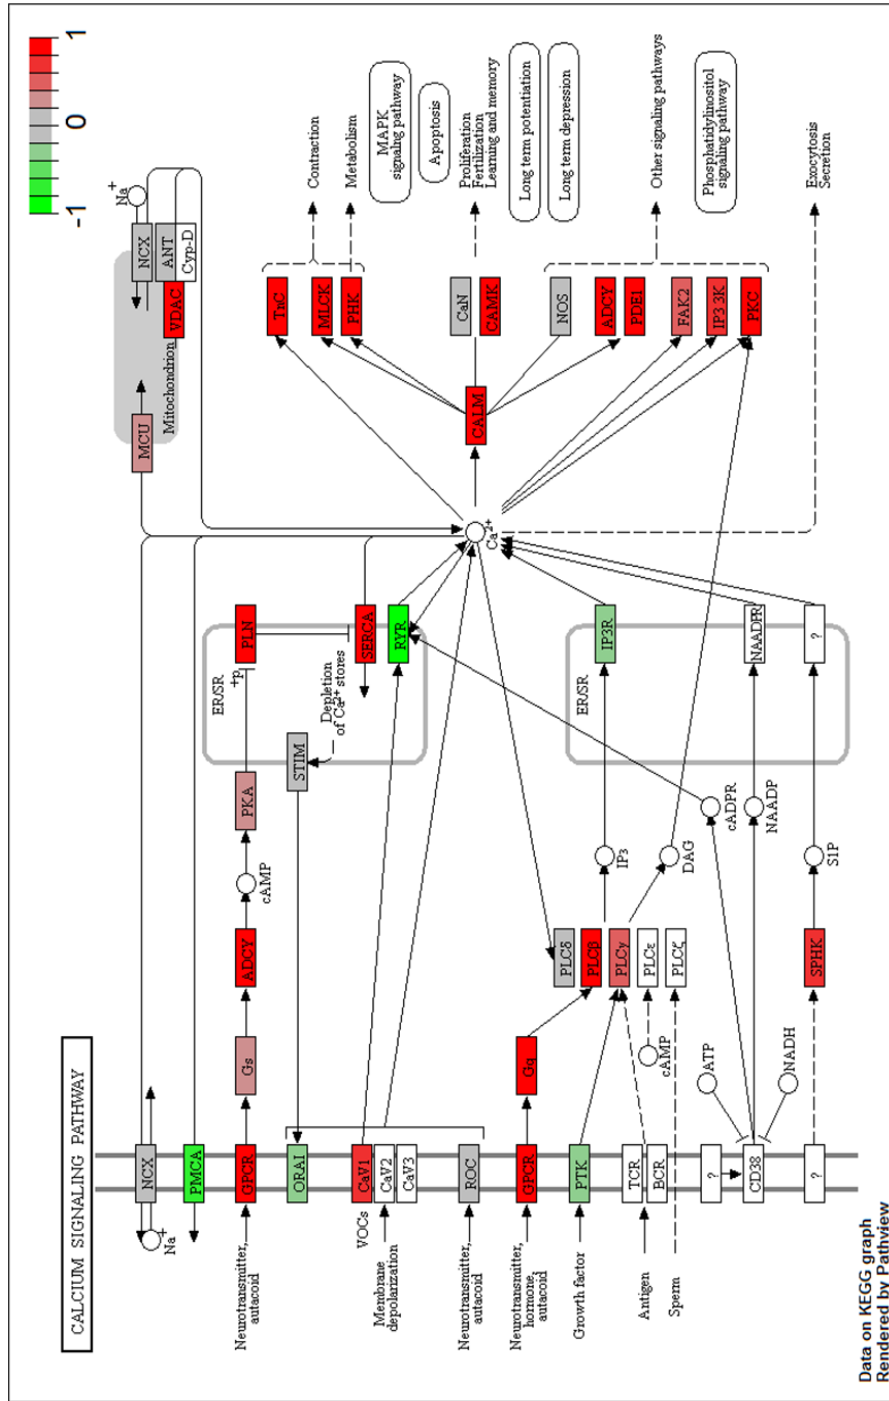 CALCIUM SIGNALING PATHWAY
-1
0
1
Na
+
NCX
PMCA
Neurotransmitter,
autacoid
GPCR
Gs
ADCY
cAMP
PKA
+p
PLN
ER/SR
ORAI
STIM
Depletion
of Ca2+ stores
SERCA
RYR
VOCs
CaV1
CaV2
CaV3
Membrane
depolarization
Neurotransmitter,
autacoid
ROC
Neurotransmitter,
hormone,
autacoid
GPCR
Gq
Growth factor
PTK
Antigen
TCR
BCR
Sperm
PLCδ
PLCβ
PLCγ
PLCε
PLCζ
cAMP
IP3
DAG
ER/SR
IP3R
ATP
NADH
?
CD38
?
cADPR
NAADP
NAADPR
SPHK
S1P
?
Ca2+
MCU
Mitochondrion
VDAC
NCX
ANT
Cyp-D
Na
+
CALM
TnC
MLCK
PHK
CaN
CAMK
NOS
ADCY
PDE1
FAK2
IP3 3K
PKC
Contraction
Metabolism
MAPK
signaling pathway
Apoptosis
Proliferation
Fertilization
Learning and memory
Long term potentiation
Long term depression
Other signaling pathways
Phosphatidylinositol
signaling pathway
Exocytosis
Secretion
Data on KEGG graph
Rendered by Pathview